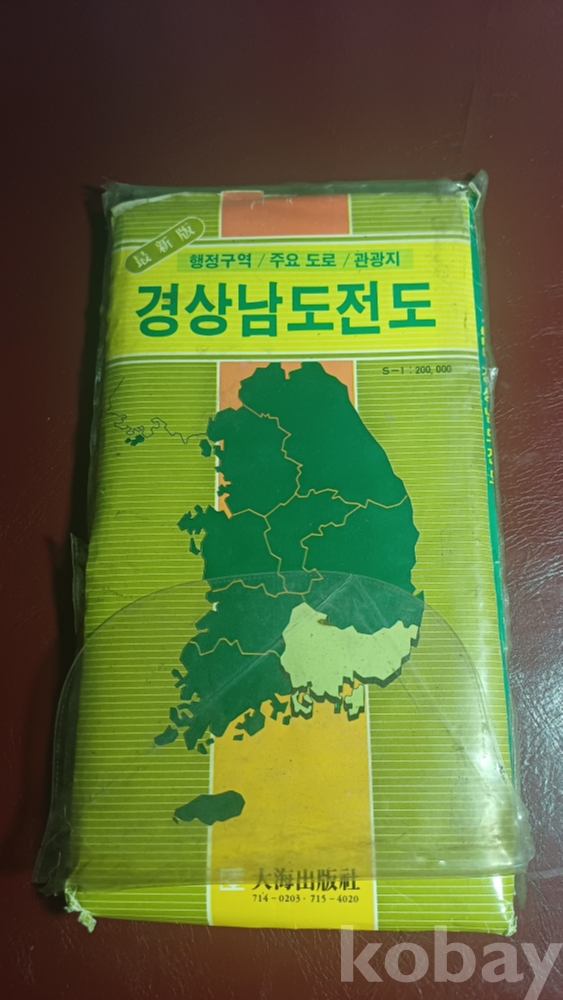 最新版
행정구역 / 주요 도로 / 관광지
경상남도전도
S-1 : 200,000
大海出版社
714-0203 · 715-4020
kobay